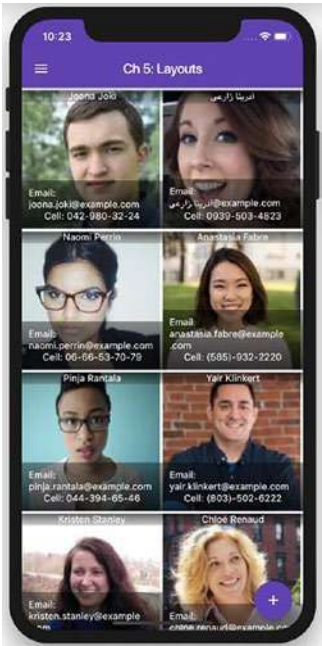 10:23
Ch 5: Layouts
Joona Joki
Email:
joona.joki@example.com
Cell: 042-980-32-24
آدرینا زارعی
Email:
آدرینا.زارعی@example.com
Cell: 0939-503-4823
Naomi Perrin
Email:
naomi.perrin@example.com
Cell: 06-66-53-70-79
Anastasia Fabre
Email:
anastasia.fabre@example
.com
Cell: (585)-932-2220
Pinja Rantala
Email:
pinja.rantala@example.com
Cell: 044-394-65-46
Yair Klinkert
Email:
yair.klinkert@example.com
Cell: (803)-502-6222
Kristen Stanley
Email:
kristen.stanley@example
Chloé Renaud
Email:
chloe.renaud@example.co
+